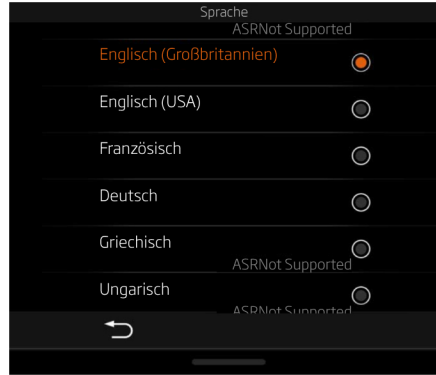 Sprache
ASRNot Supported
Englisch (Großbritannien)
Englisch (USA)
Französisch
Deutsch
Griechisch
ASRNot Supported
Ungarisch
ASRNot Supported